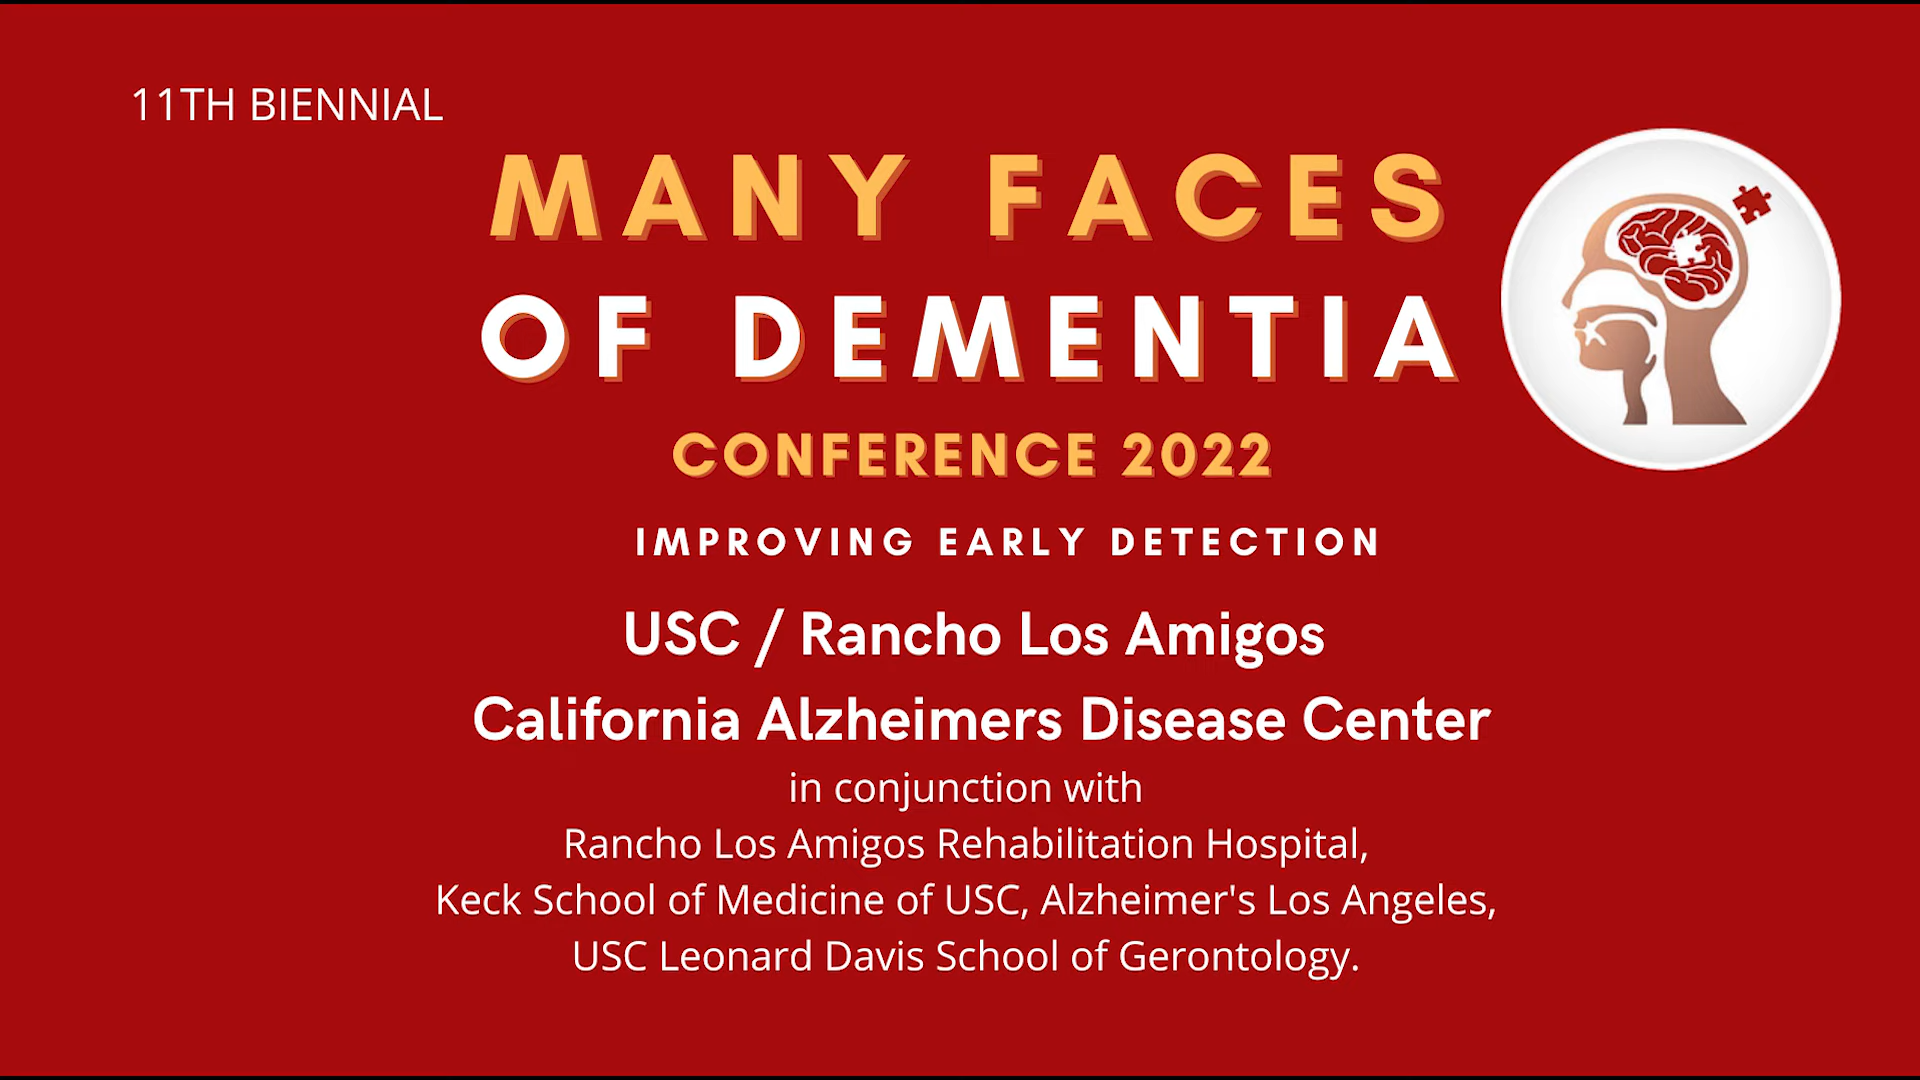 11TH BIENNIAL
MANY FACES
OF DEMENTIA
CONFERENCE 2022
IMPROVING EARLY DETECTION
USC / Rancho Los Amigos
California Alzheimers Disease Center
in conjunction with
Rancho Los Amigos Rehabilitation Hospital,
Keck School of Medicine of USC, Alzheimer's Los Angeles,
USC Leonard Davis School of Gerontology.